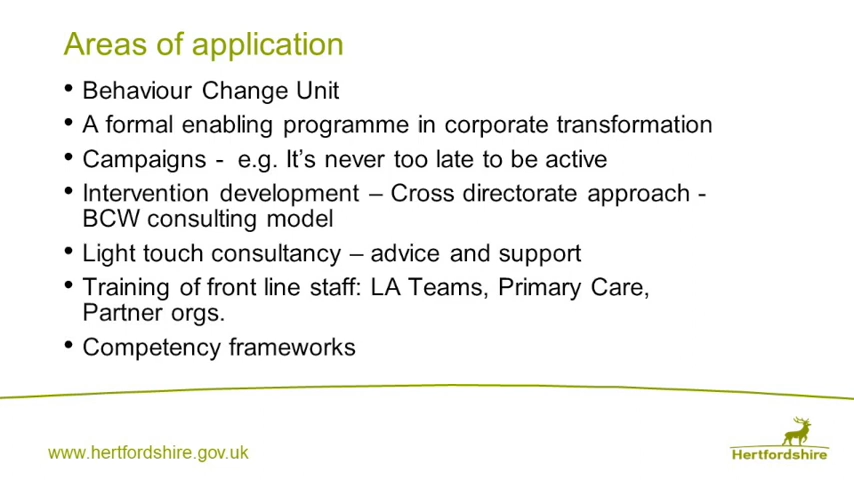 Areas of application
• Behaviour Change Unit
• A formal enabling programme in corporate transformation
• Campaigns - e.g. It’s never too late to be active
• Intervention development – Cross directorate approach -
BCW consulting model
• Light touch consultancy – advice and support
• Training of front line staff: LA Teams, Primary Care,
Partner orgs.
• Competency frameworks
www.hertfordshire.gov.uk
Hertfordshire